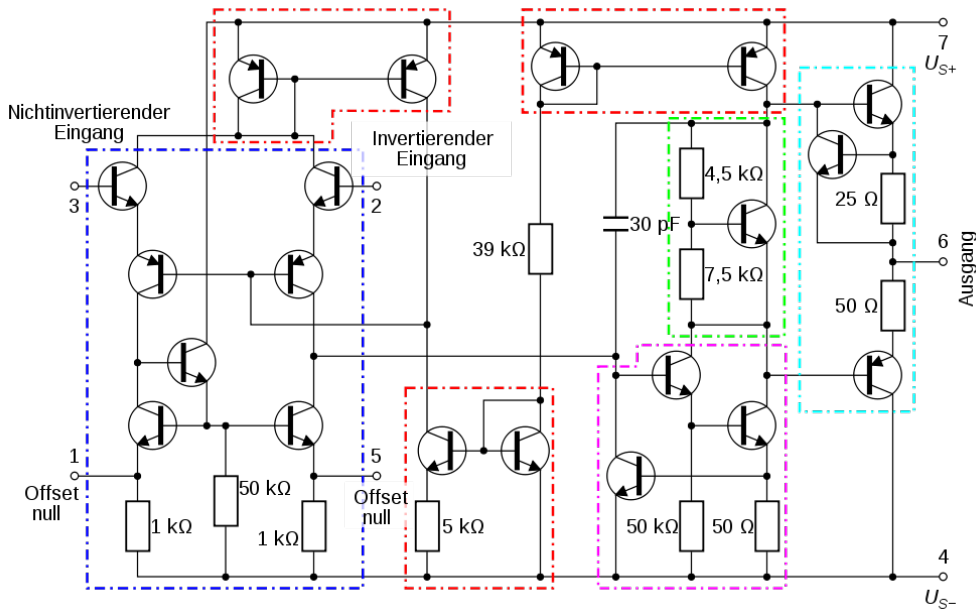 7
U_S+
Nichtinvertierender
Eingang
Invertierender
Eingang
3
2
4,5 kΩ
25 Ω
30 pF
39 kΩ
7,5 kΩ
6
Ausgang
50 Ω
1
5
Offset
null
50 kΩ
Offset
null
1 kΩ
1 kΩ
5 kΩ
50 kΩ
50 Ω
4
U_S−